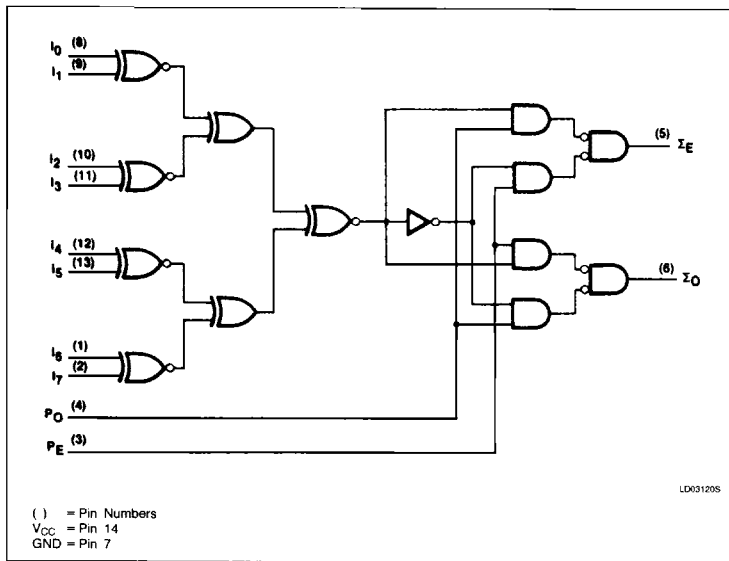 I0 (8)
I1 (9)
I2 (10)
I3 (11)
I4 (12)
I5 (13)
I6 (1)
I7 (2)
PO (4)
PE (3)
(5) ΣE
(6) ΣO
LD03120S
( ) = Pin Numbers
VCC = Pin 14
GND = Pin 7